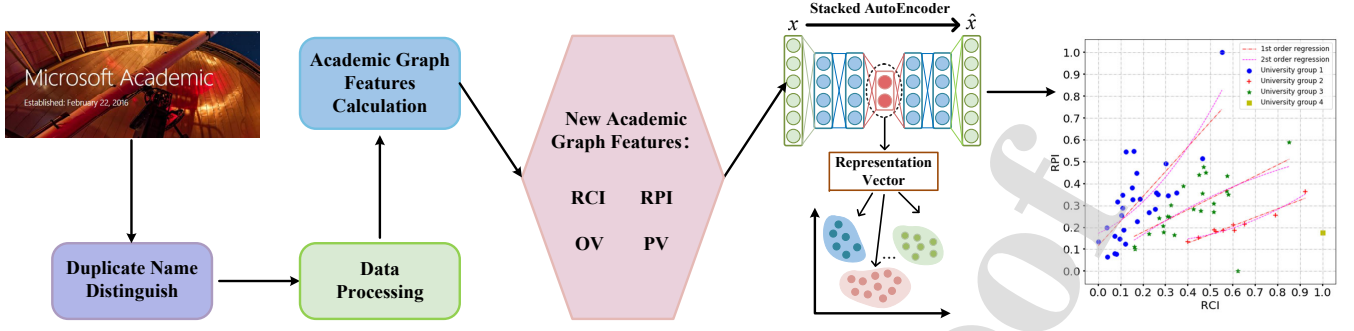 Microsoft Academic
Established: February 22, 2016
Duplicate Name
Distinguish
Academic Graph
Features
Calculation
Data
Processing
New Academic
Graph Features:
RCI RPI
OV PV
Stacked AutoEncoder
x x̂
Representation
Vector
...
1st order regression
2st order regression
University group 1
University group 2
University group 3
University group 4
RPI
1.0
0.9
0.8
0.7
0.6
0.5
0.4
0.3
0.2
0.1
0.0
0.0 0.1 0.2 0.3 0.4 0.5 0.6 0.7 0.8 0.9 1.0
RCI
oof